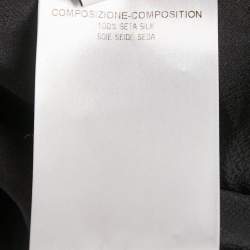 COMPOSIZIONE-COMPOSITION
100% SETA SILK
SOIE SEIDE SEDA